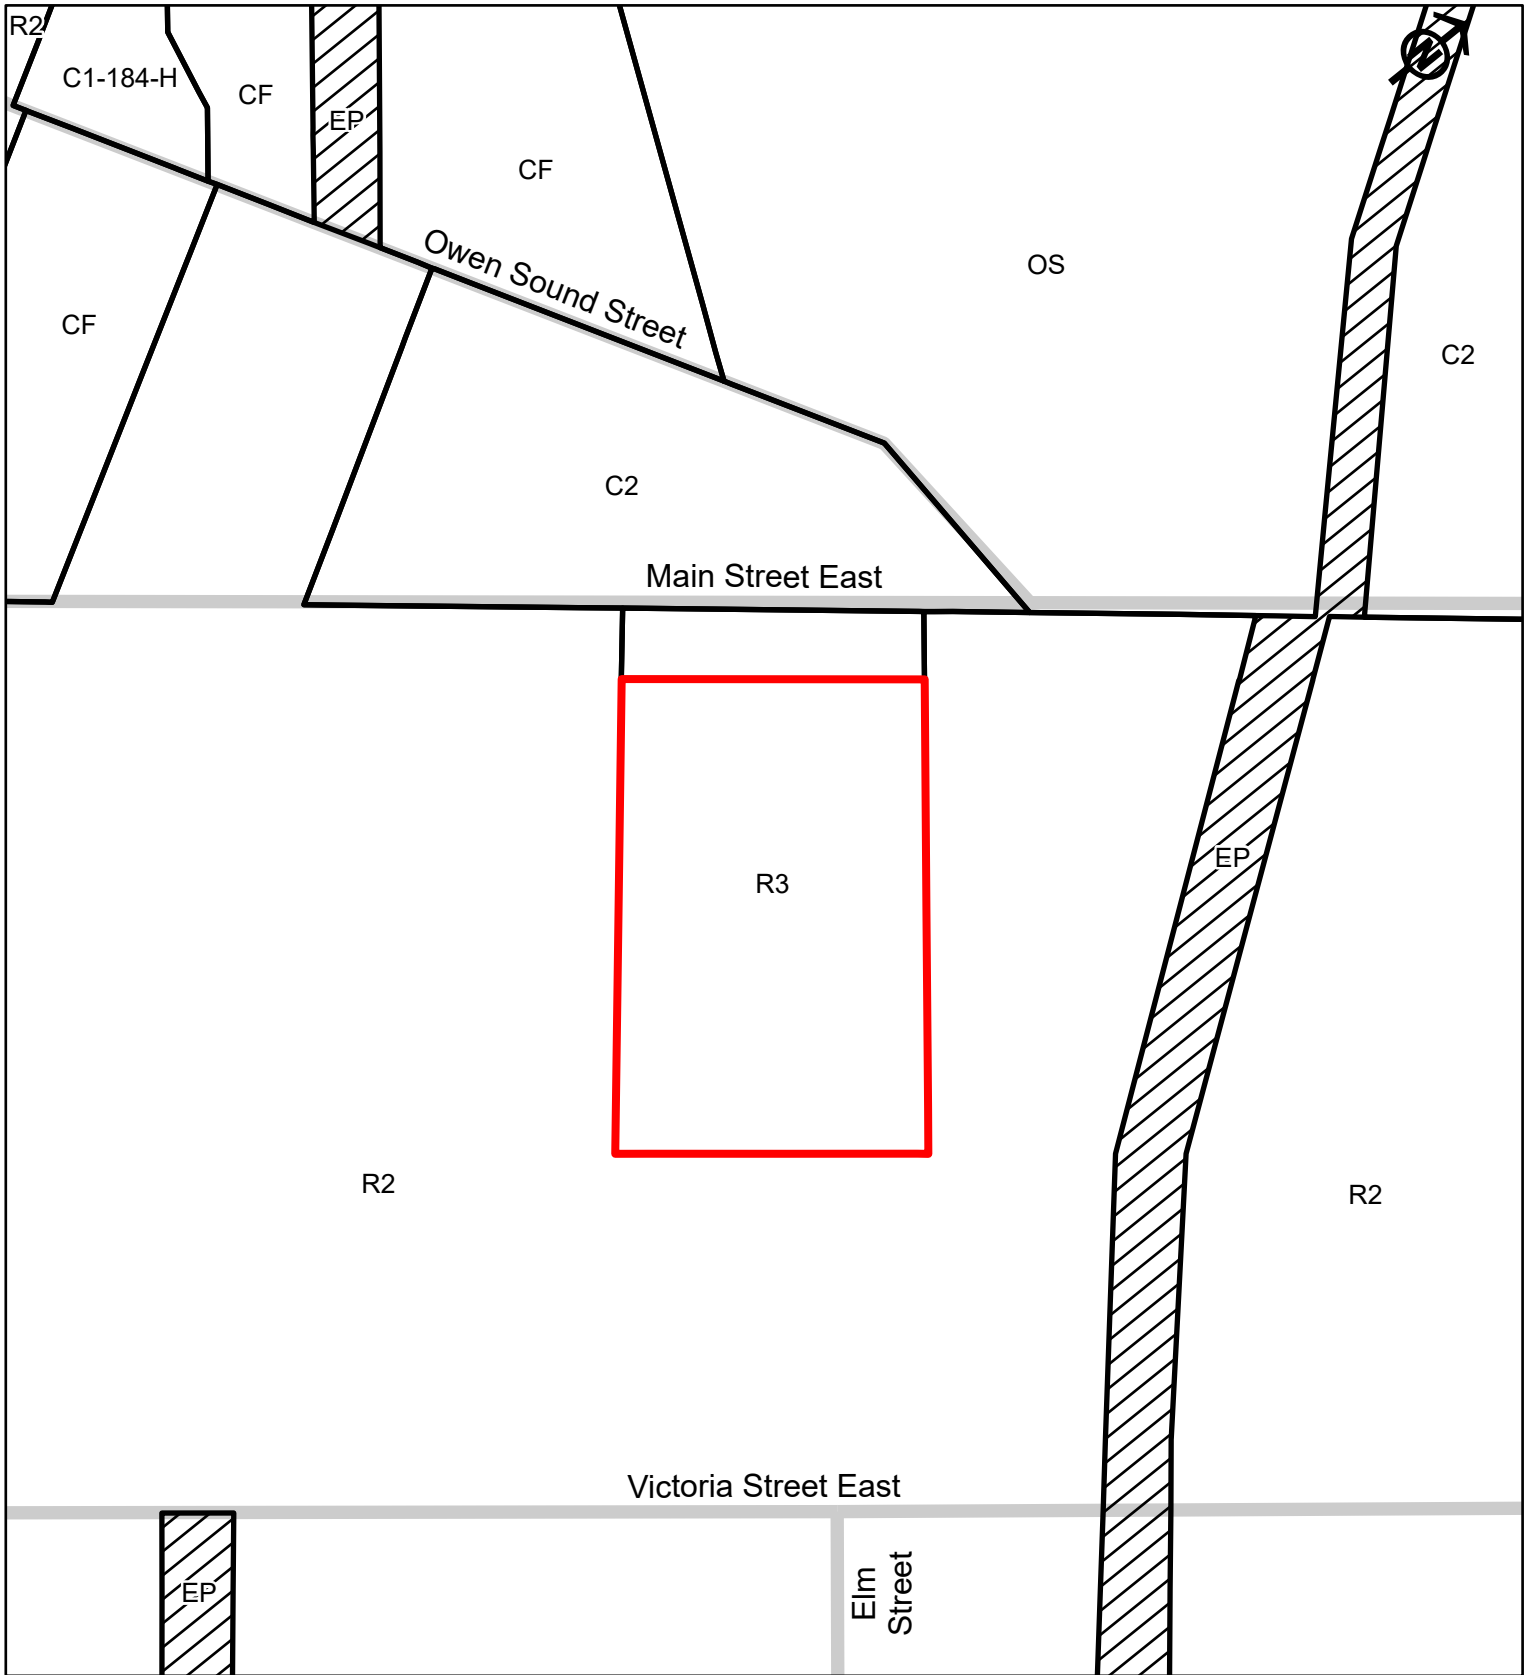 R2
C1-184-H
CF
EP
CF
N
Owen Sound Street
OS
CF
C2
C2
Main Street East
EP
R3
R2
R2
Victoria Street East
EP
Elm
Street